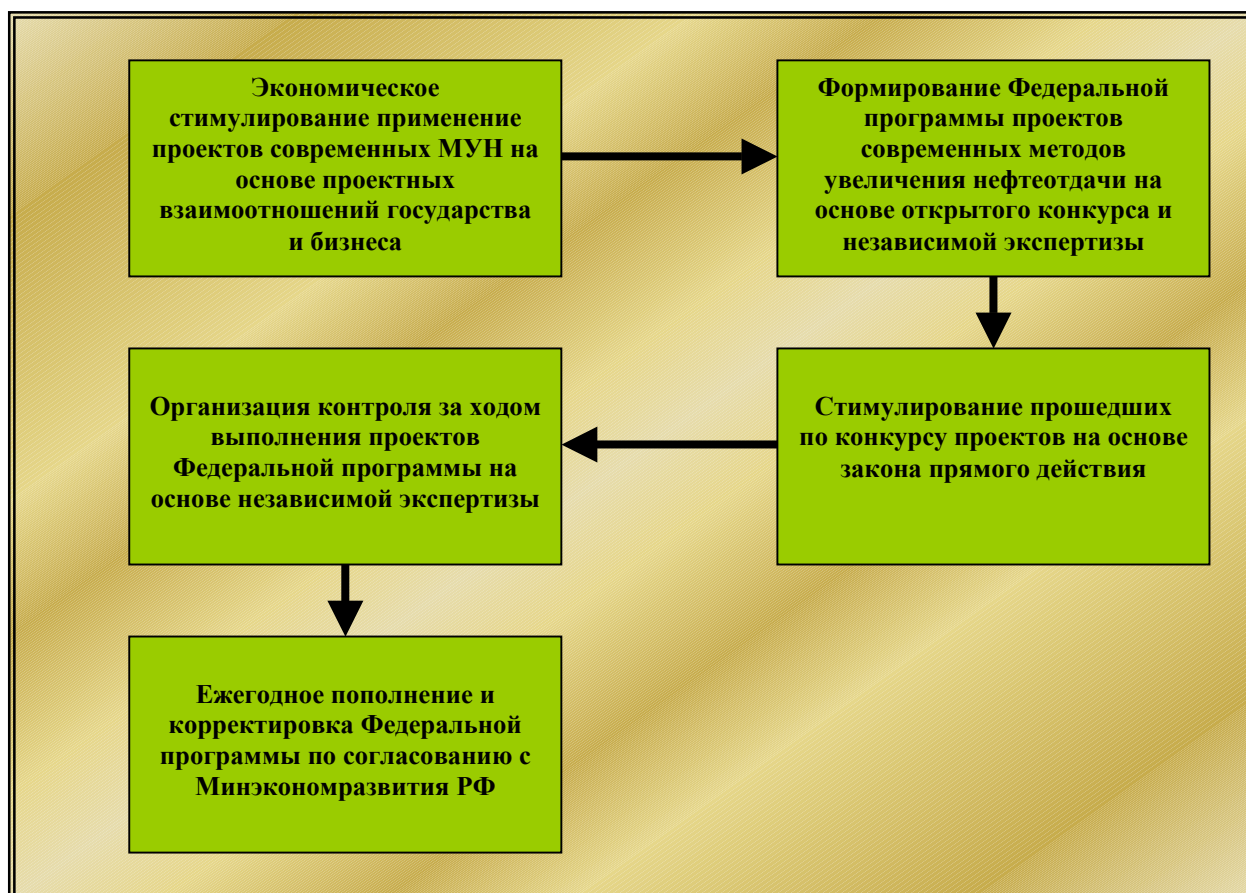 Экономическое
стимулирование применение
проектов современных МУН на
основе проектных
взаимоотношений государства
и бизнеса
Формирование Федеральной
программы проектов
современных методов
увеличения нефтеотдачи на
основе открытого конкурса и
независимой экспертизы
Стимулирование прошедших
по конкурсу проектов на основе
закона прямого действия
Организация контроля за ходом
выполнения проектов
Федеральной программы на
основе независимой экспертизы
Ежегодное пополнение и
корректировка Федеральной
программы по согласованию с
Минэкономразвития РФ